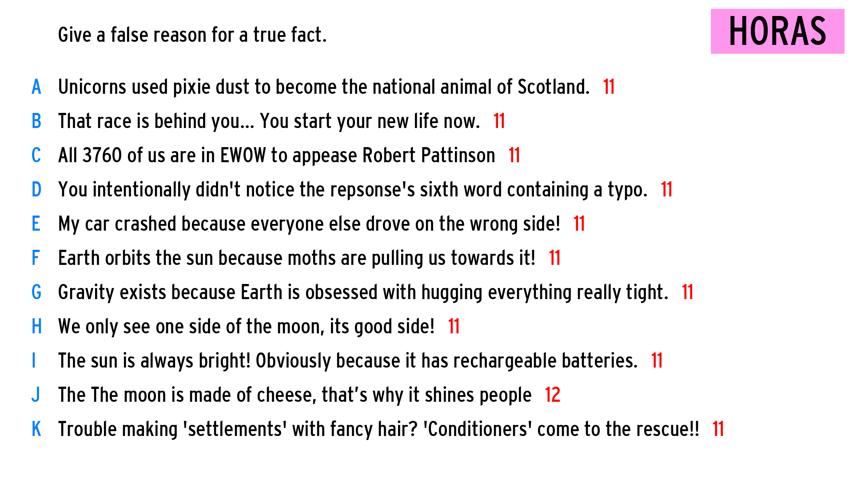 Give a false reason for a true fact.
HORAS
A Unicorns used pixie dust to become the national animal of Scotland. 11
B That race is behind you... You start your new life now. 11
C All 3760 of us are in EWOW to appease Robert Pattinson 11
D You intentionally didn't notice the repsonse's sixth word containing a typo. 11
E My car crashed because everyone else drove on the wrong side! 11
F Earth orbits the sun because moths are pulling us towards it! 11
G Gravity exists because Earth is obsessed with hugging everything really tight. 11
H We only see one side of the moon, its good side! 11
I The sun is always bright! Obviously because it has rechargeable batteries. 11
J The The moon is made of cheese, that’s why it shines people 12
K Trouble making 'settlements' with fancy hair? 'Conditioners' come to the rescue!! 11